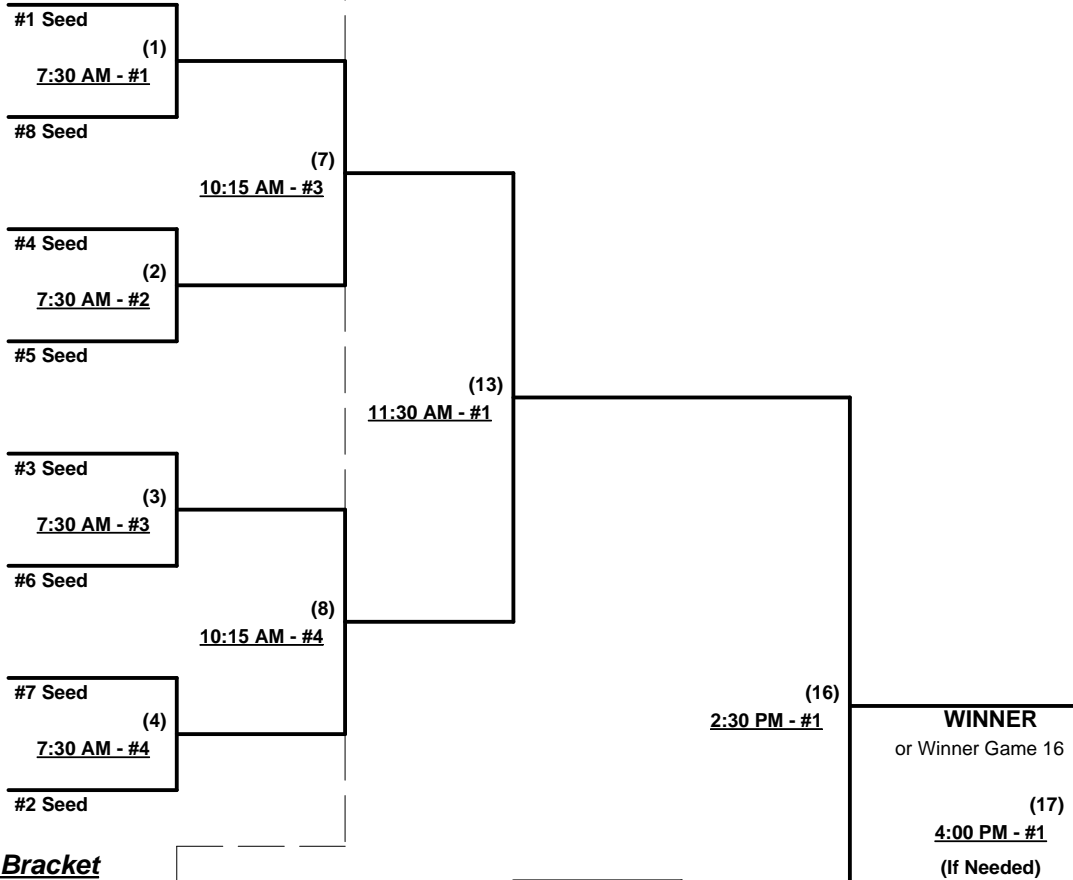 #1 Seed
(1)
7:30 AM - #1
#8 Seed
(7)
10:15 AM - #3
#4 Seed
(2)
7:30 AM - #2
#5 Seed
(13)
11:30 AM - #1
#3 Seed
(3)
7:30 AM - #3
#6 Seed
(8)
10:15 AM - #4
#7 Seed
(4)
7:30 AM - #4
#2 Seed
(16)
2:30 PM - #1
WINNER
or Winner Game 16
(17)
4:00 PM - #1
(If Needed)
Bracket